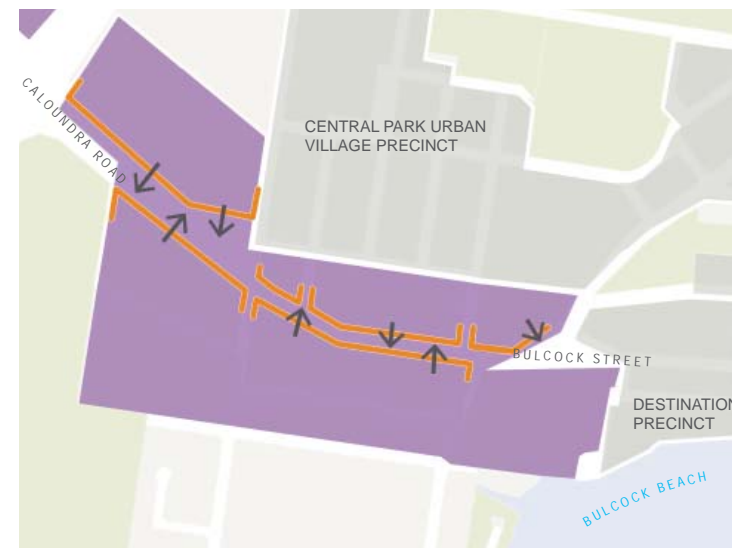 CALOUNDRA ROAD
CENTRAL PARK URBAN
VILLAGE PRECINCT
BULCOCK STREET
DESTINATION
PRECINCT
BULCOCK BEACH